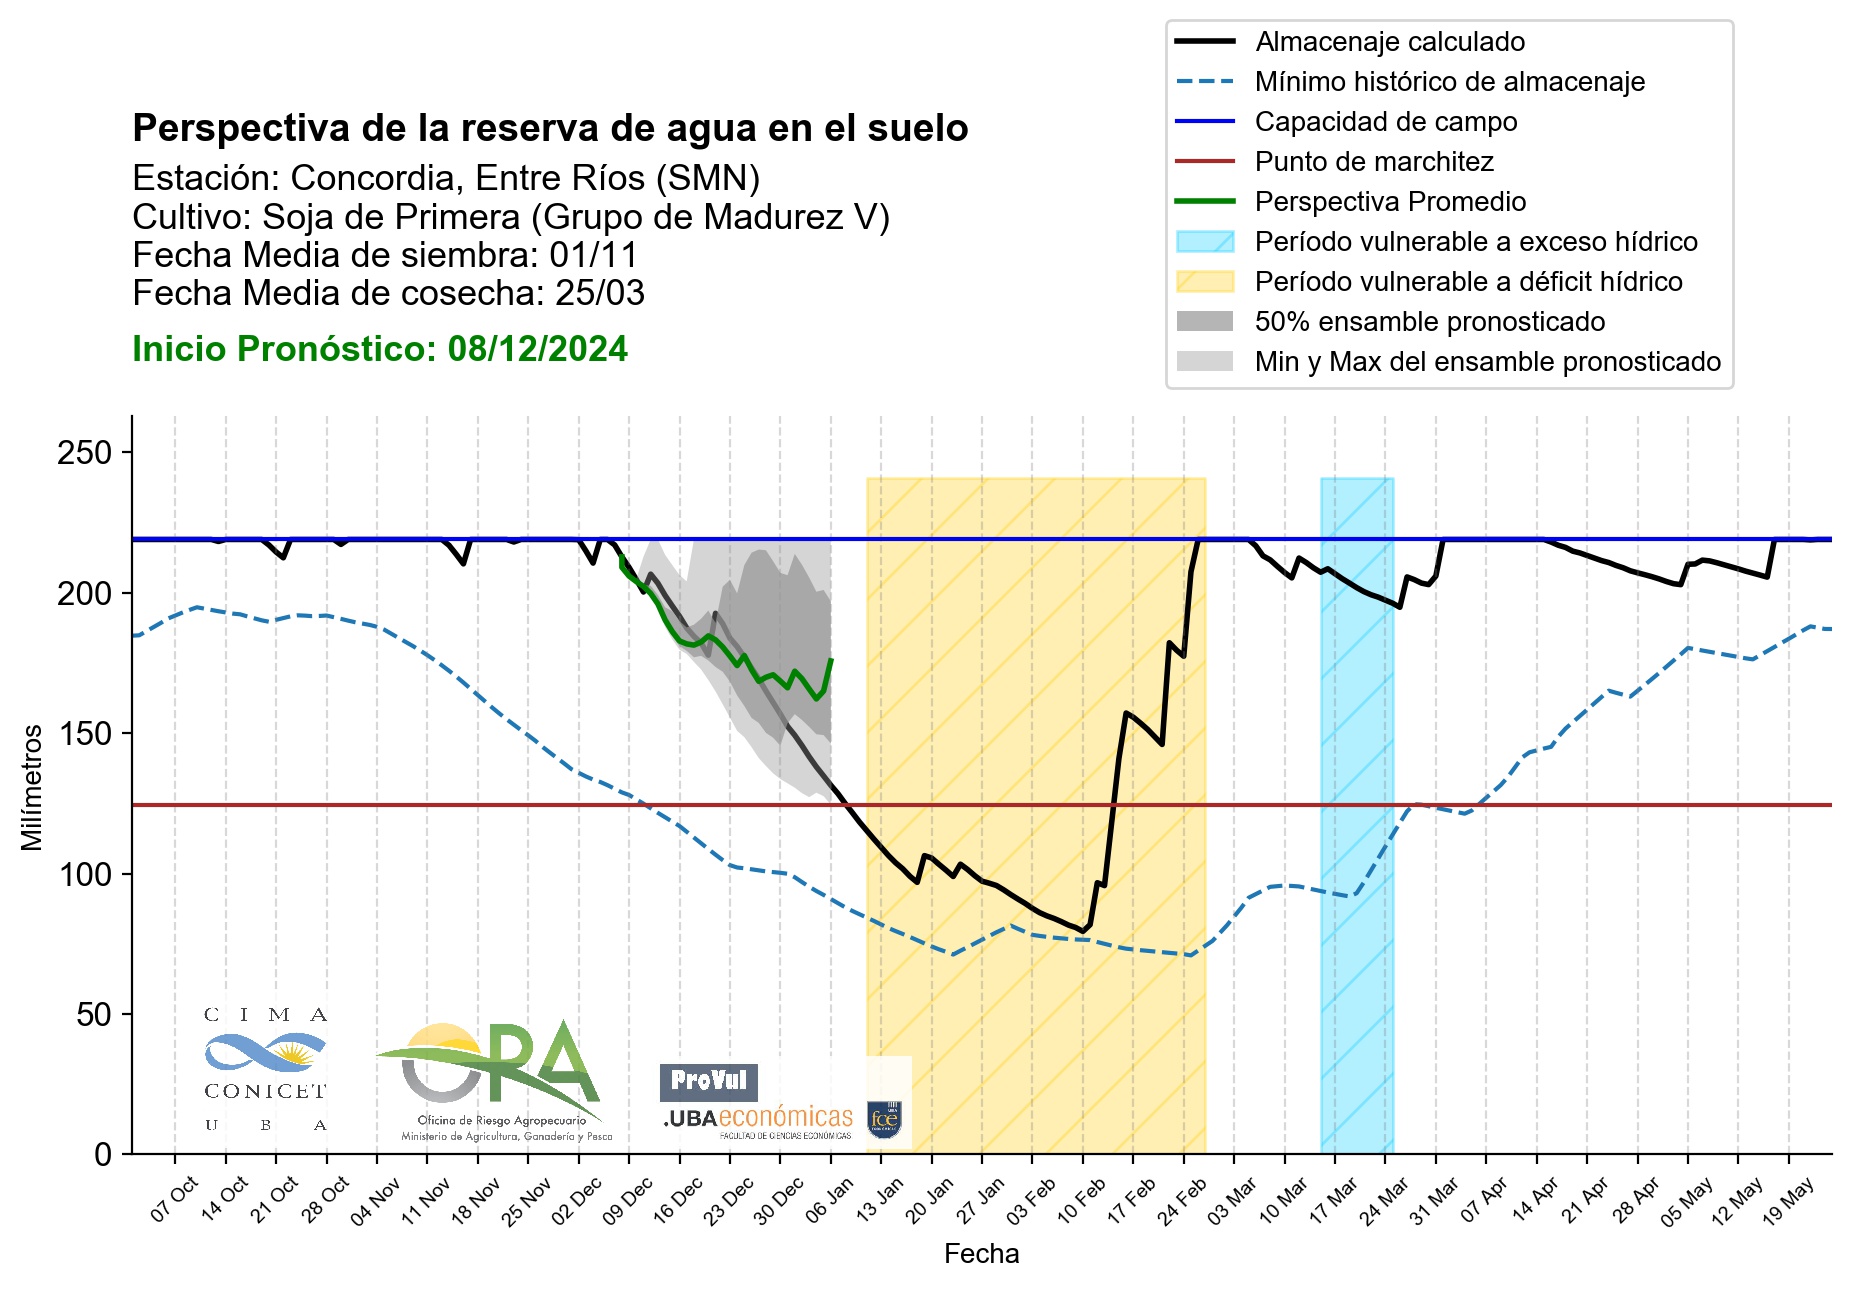 Almacenaje calculado
Mínimo histórico de almacenaje
Capacidad de campo
Punto de marchitez
Perspectiva Promedio
Período vulnerable a exceso hídrico
Período vulnerable a déficit hídrico
50% ensamble pronosticado
Min y Max del ensamble pronosticado
Perspectiva de la reserva de agua en el suelo
Estación: Concordia, Entre Ríos (SMN)
Cultivo: Soja de Primera (Grupo de Madurez V)
Fecha Media de siembra: 01/11
Fecha Media de cosecha: 25/03
Inicio Pronóstico: 08/12/2024
250
200
150
100
50
0
Milímetros
CIMA
CONICET
UBA
OPA
Oficina de Riesgo Agropecuario
Ministerio de Agricultura, Ganadería y Pesca
ProVul
.UBAeconómicas
FACULTAD DE CIENCIAS ECONÓMICAS
UBA
fce
07 Oct
14 Oct
21 Oct
28 Oct
04 Nov
11 Nov
18 Nov
25 Nov
02 Dec
09 Dec
16 Dec
23 Dec
30 Dec
06 Jan
13 Jan
20 Jan
27 Jan
03 Feb
10 Feb
17 Feb
24 Feb
03 Mar
10 Mar
17 Mar
24 Mar
31 Mar
07 Apr
14 Apr
21 Apr
28 Apr
05 May
12 May
19 May
Fecha